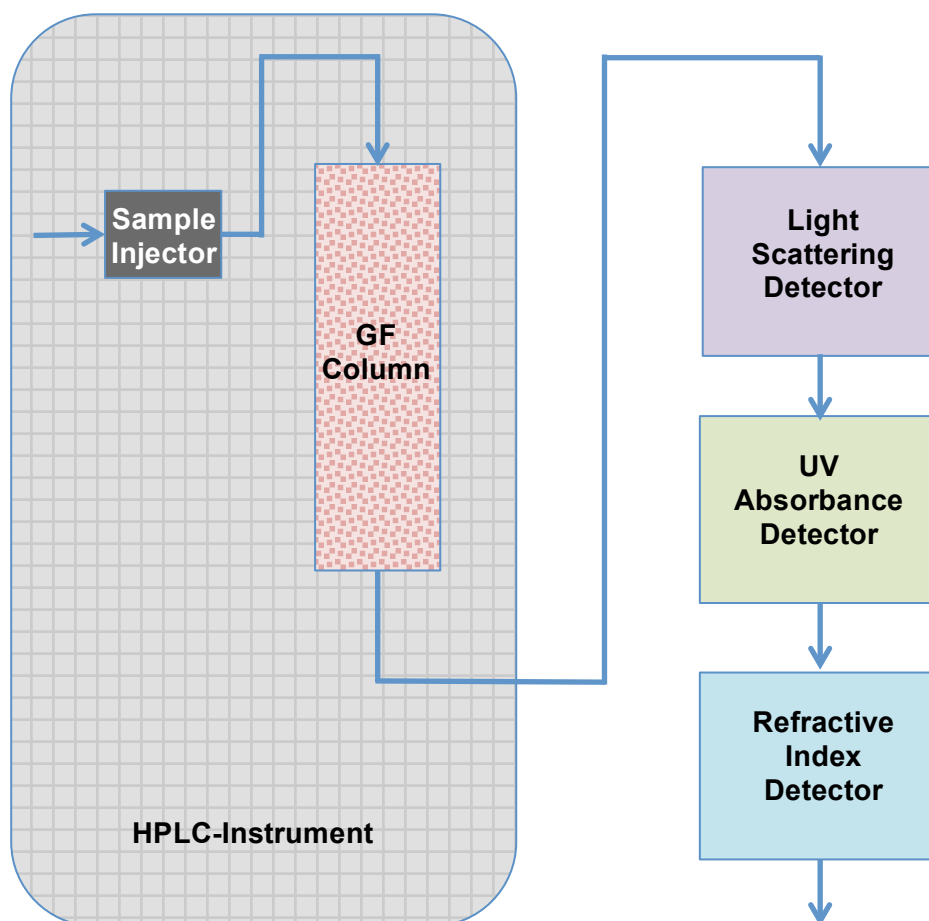 Sample
Injector
GF
Column
HPLC-Instrument
Light
Scattering
Detector
UV
Absorbance
Detector
Refractive
Index
Detector